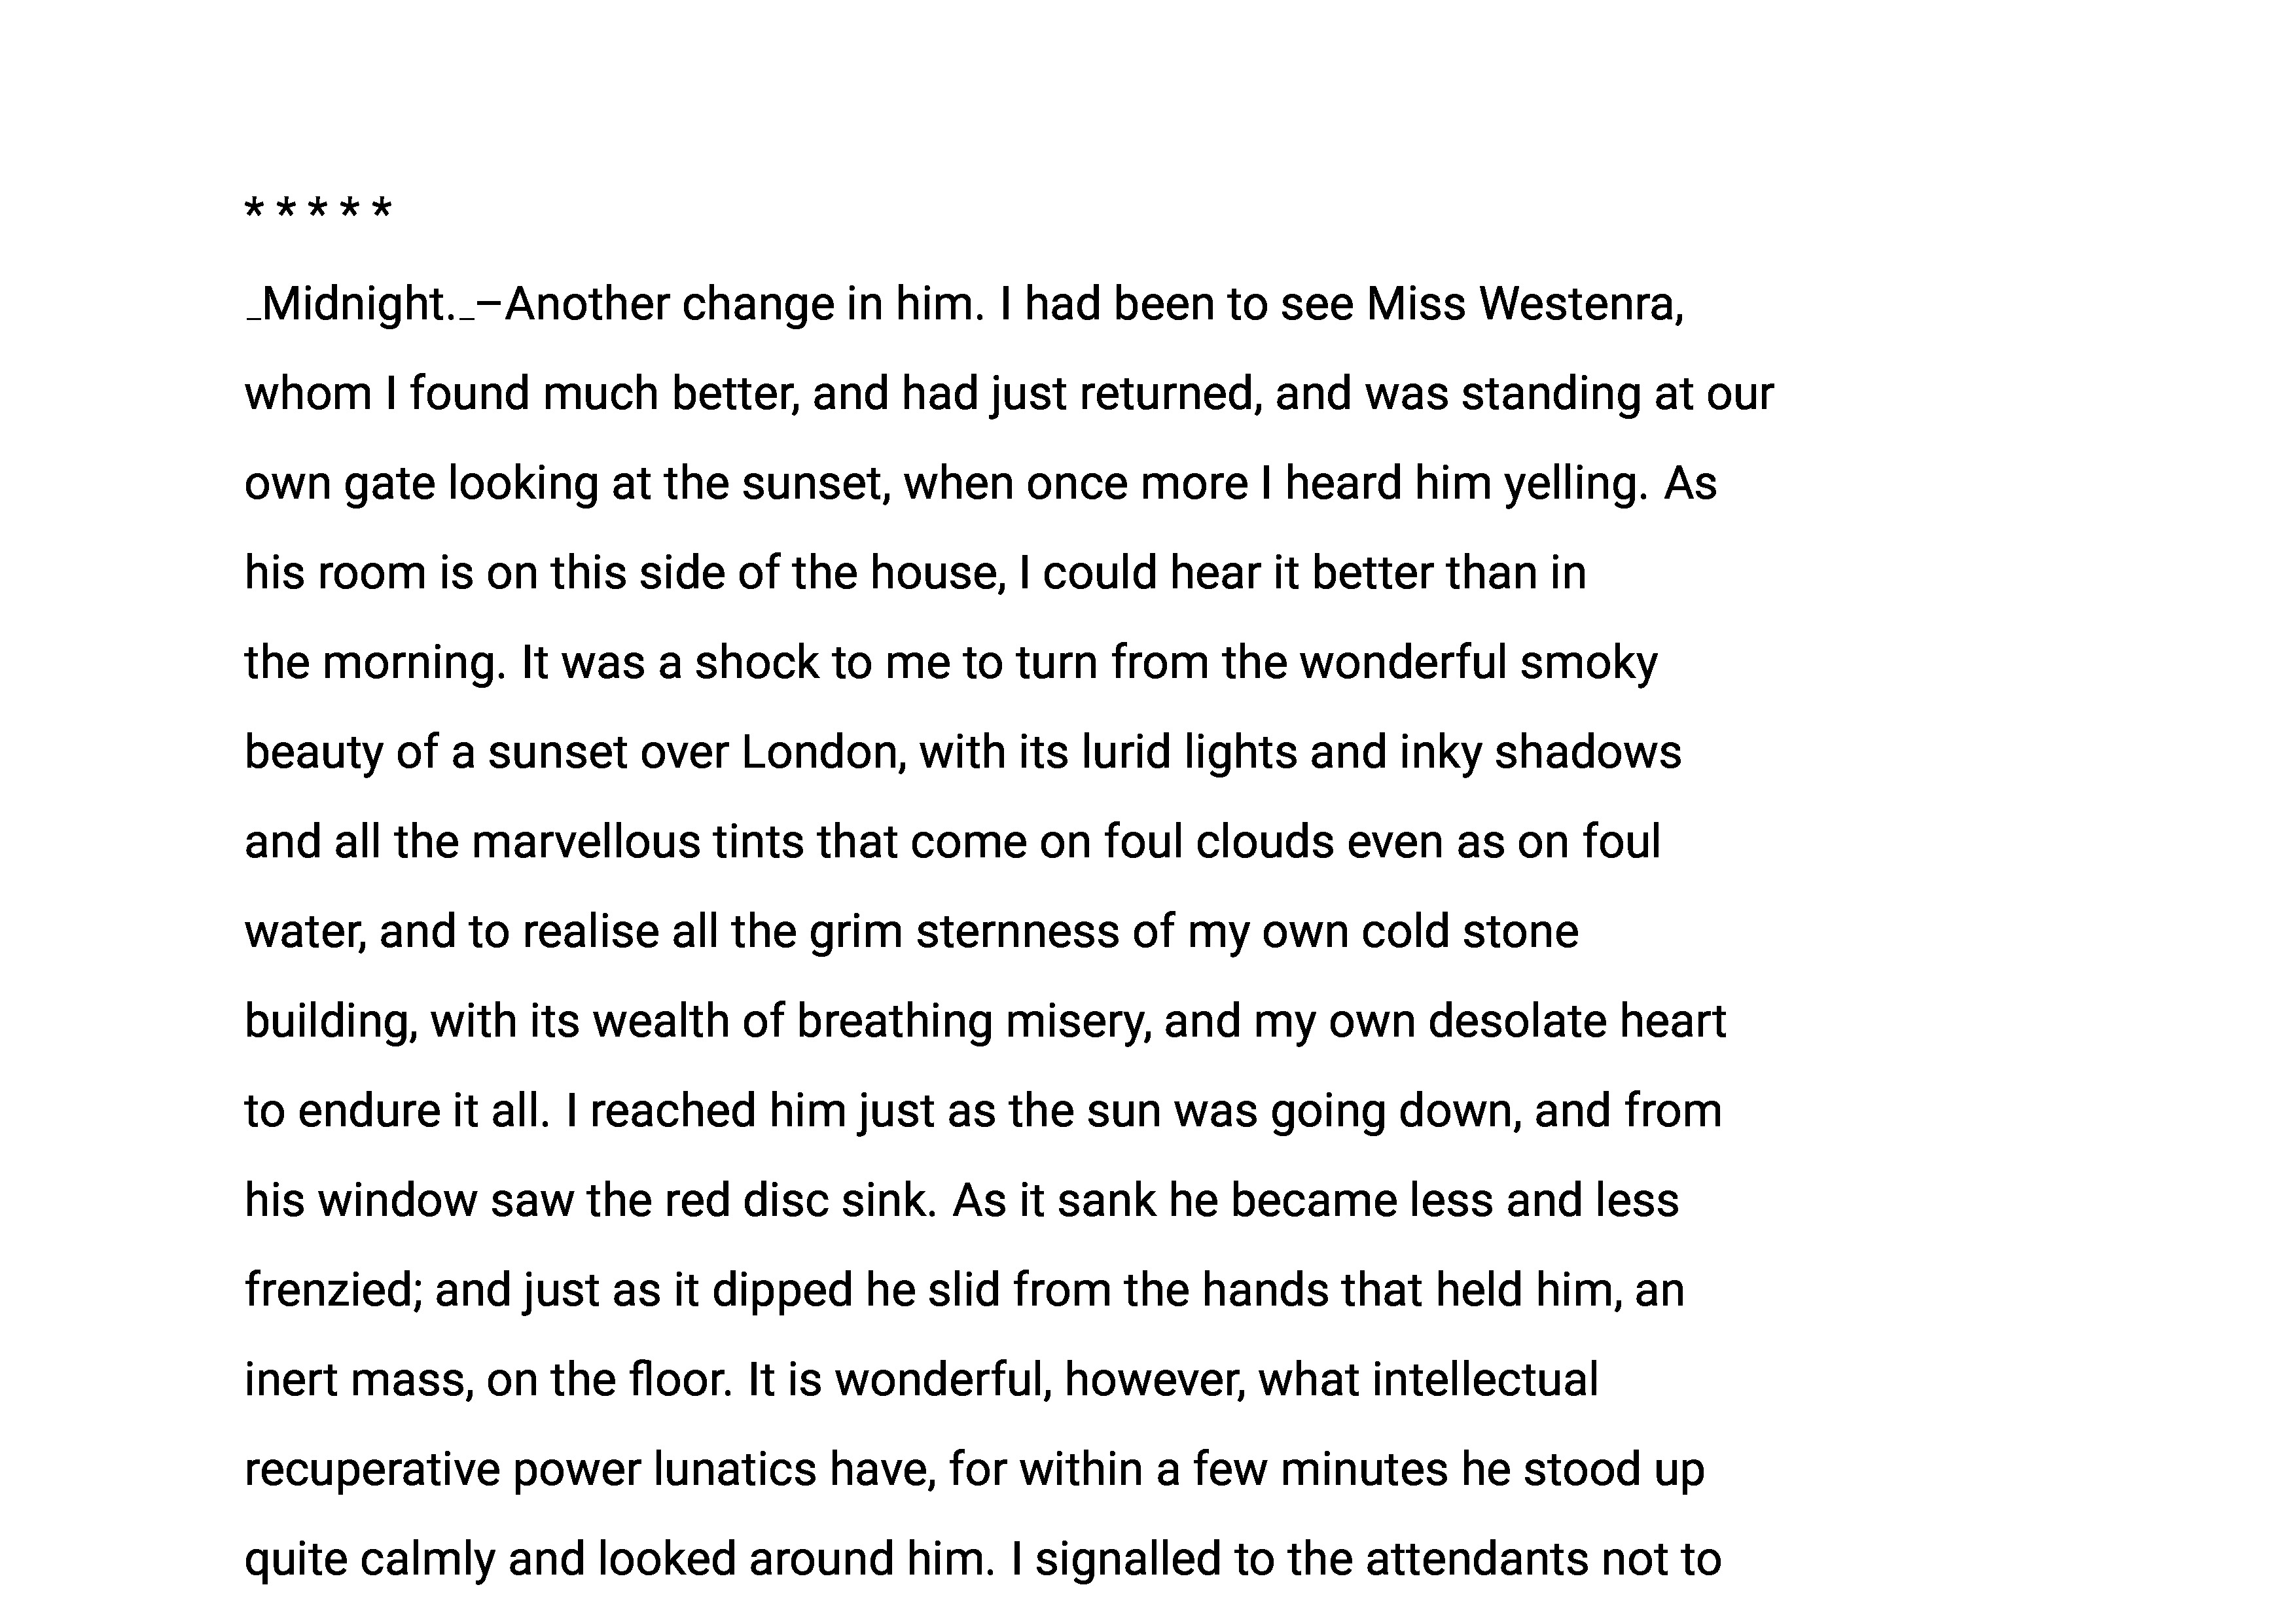 * * * * *
_Midnight._–Another change in him. I had been to see Miss Westenra,
whom I found much better, and had just returned, and was standing at our
own gate looking at the sunset, when once more I heard him yelling. As
his room is on this side of the house, I could hear it better than in
the morning. It was a shock to me to turn from the wonderful smoky
beauty of a sunset over London, with its lurid lights and inky shadows
and all the marvellous tints that come on foul clouds even as on foul
water, and to realise all the grim sternness of my own cold stone
building, with its wealth of breathing misery, and my own desolate heart
to endure it all. I reached him just as the sun was going down, and from
his window saw the red disc sink. As it sank he became less and less
frenzied; and just as it dipped he slid from the hands that held him, an
inert mass, on the floor. It is wonderful, however, what intellectual
recuperative power lunatics have, for within a few minutes he stood up
quite calmly and looked around him. I signalled to the attendants not to